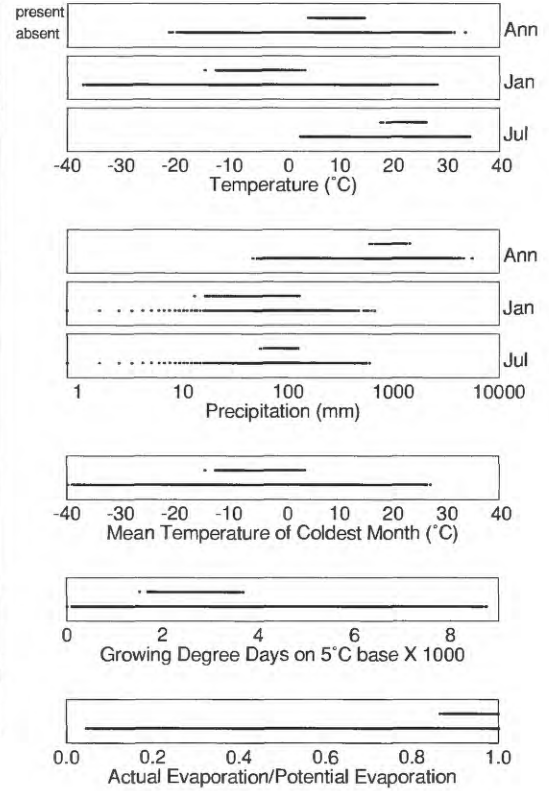 present
absent
Ann
Jan
Jul
-40 -30 -20 -10 0 10 20 30 40
Temperature (˚C)
Ann
Jan
Jul
1 10 100 1000 10000
Precipitation (mm)
-40 -30 -20 -10 0 10 20 30 40
Mean Temperature of Coldest Month (˚C)
0 2 4 6 8
Growing Degree Days on 5˚C base X 1000
0.0 0.2 0.4 0.6 0.8 1.0
Actual Evaporation/Potential Evaporation